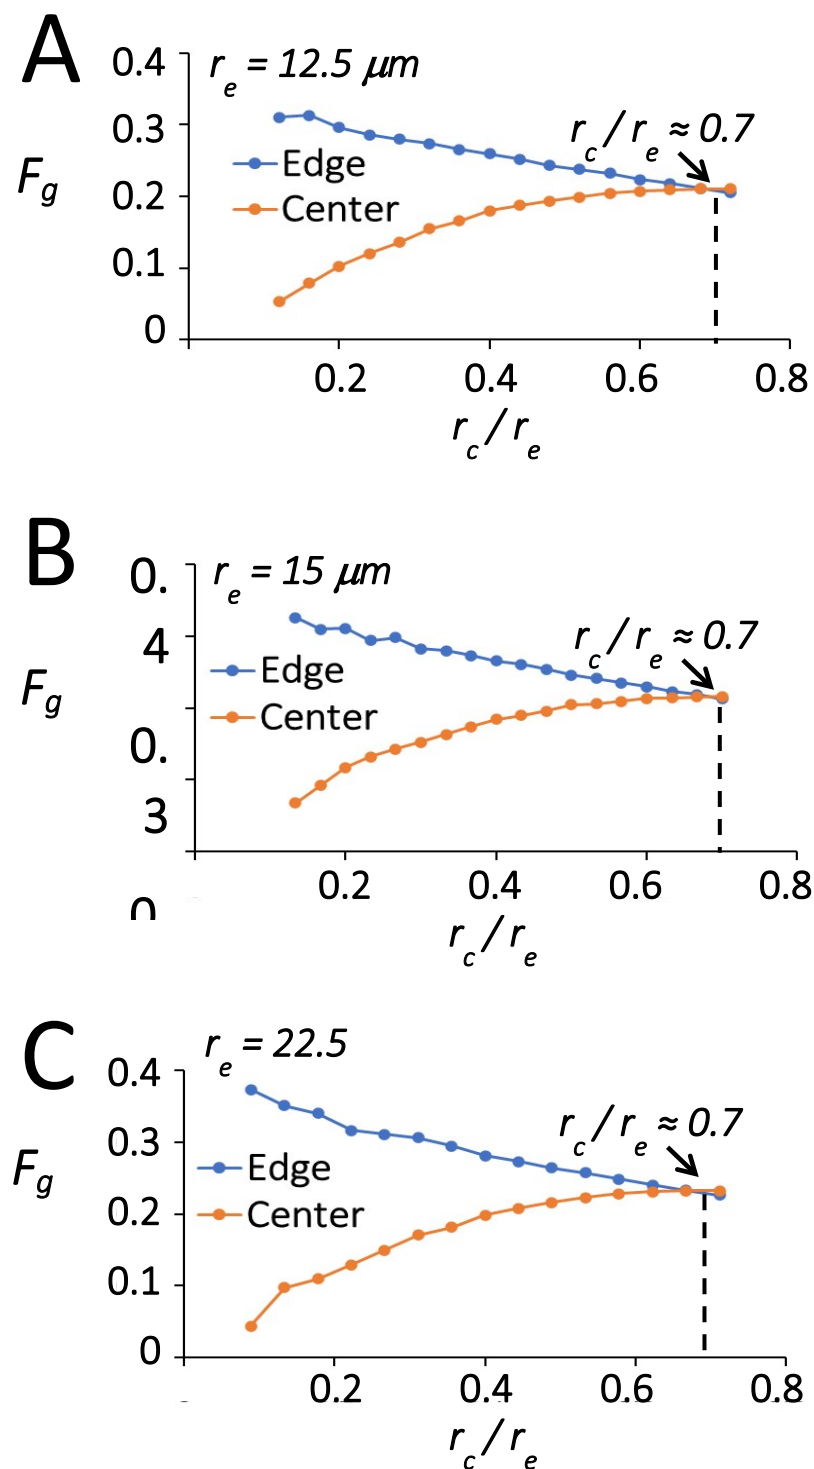 A
0.4
r_e = 12.5 μm
0.3
r_c / r_e ≈ 0.7
F_g
Edge
0.2
Center
0.1
0
0.2 0.4 0.6 0.8
r_c / r_e
B
0.
r_e = 15 μm
4
r_c / r_e ≈ 0.7
F_g
Edge
Center
0.
3
0.2 0.4 0.6 0.8
r_c / r_e
C
r_e = 22.5
0.4
r_c / r_e ≈ 0.7
0.3
F_g
Edge
0.2
Center
0.1
0
0.2 0.4 0.6 0.8
r_c / r_e